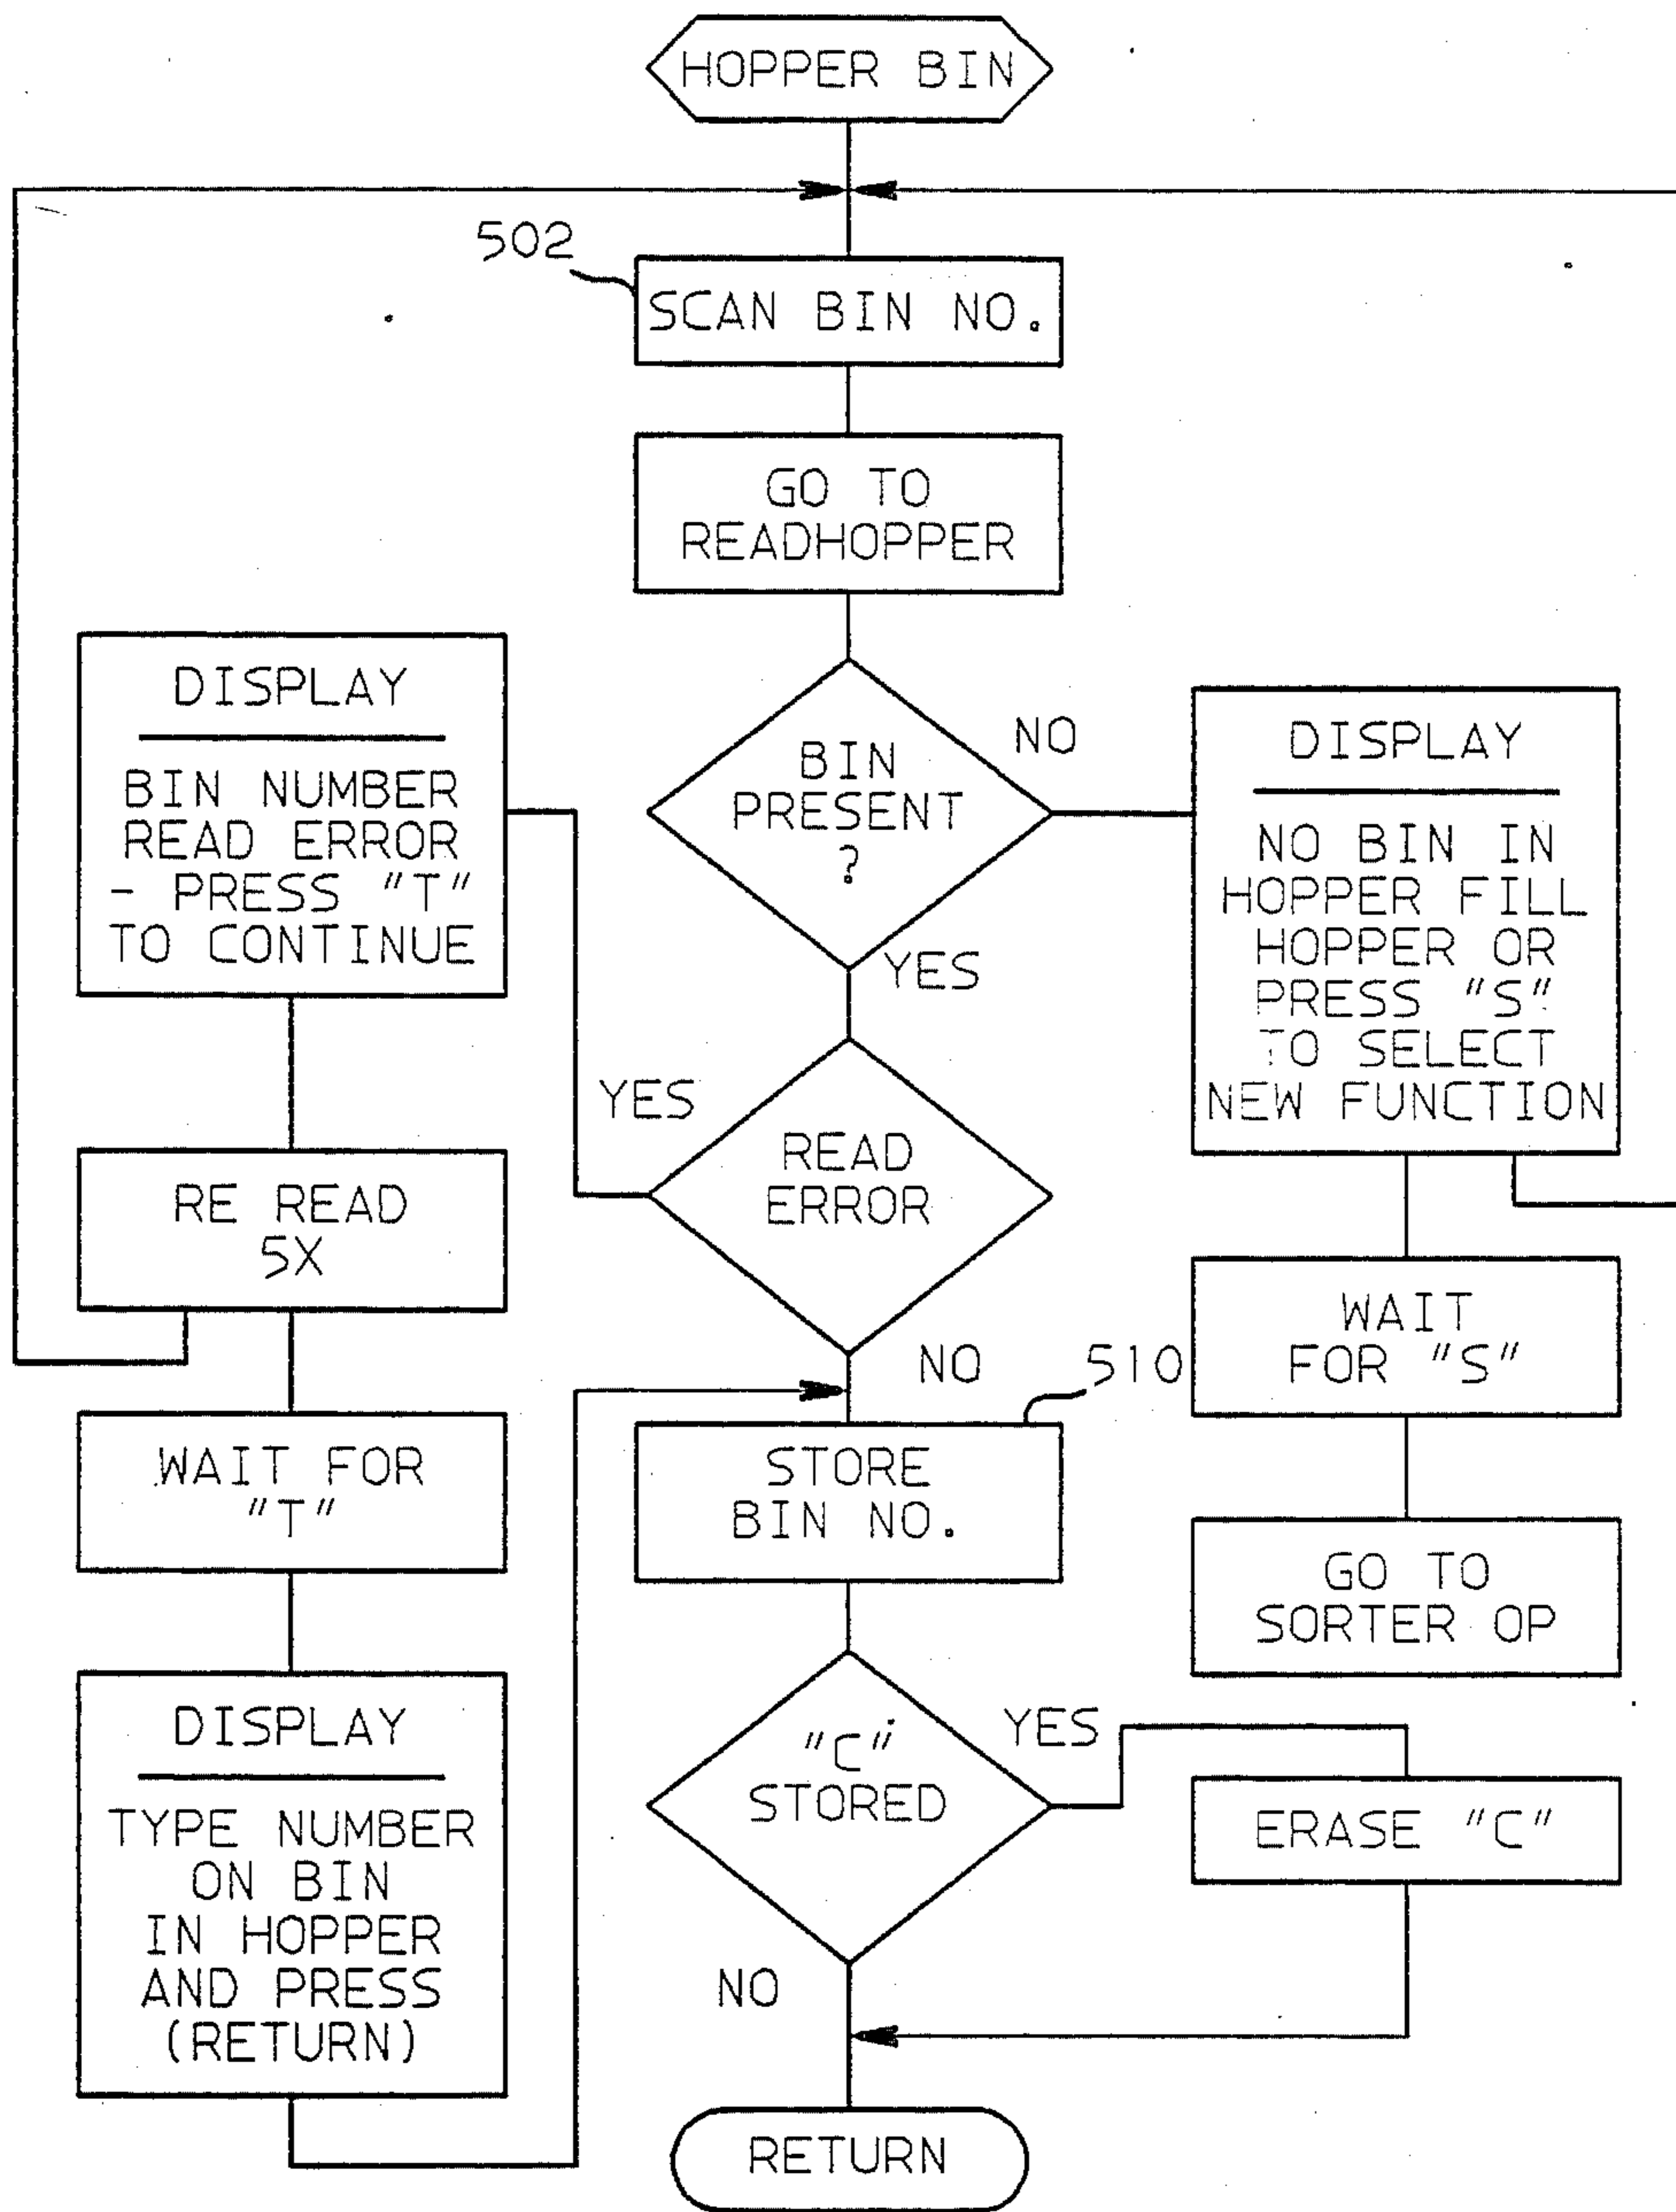 HOPPER BIN
502
SCAN BIN NO.
GO TO
READHOPPER
BIN
PRESENT
?
NO
YES
DISPLAY
NO BIN IN
HOPPER FILL
HOPPER OR
PRESS "S"
TO SELECT
NEW FUNCTION
WAIT
FOR "S"
GO TO
SORTER OP
READ
ERROR
YES
NO
DISPLAY
BIN NUMBER
READ ERROR
- PRESS "T"
TO CONTINUE
RE READ
5X
WAIT FOR
"T"
DISPLAY
TYPE NUMBER
ON BIN
IN HOPPER
AND PRESS
(RETURN)
510
STORE
BIN NO.
"C"
STORED
YES
NO
ERASE "C"
RETURN